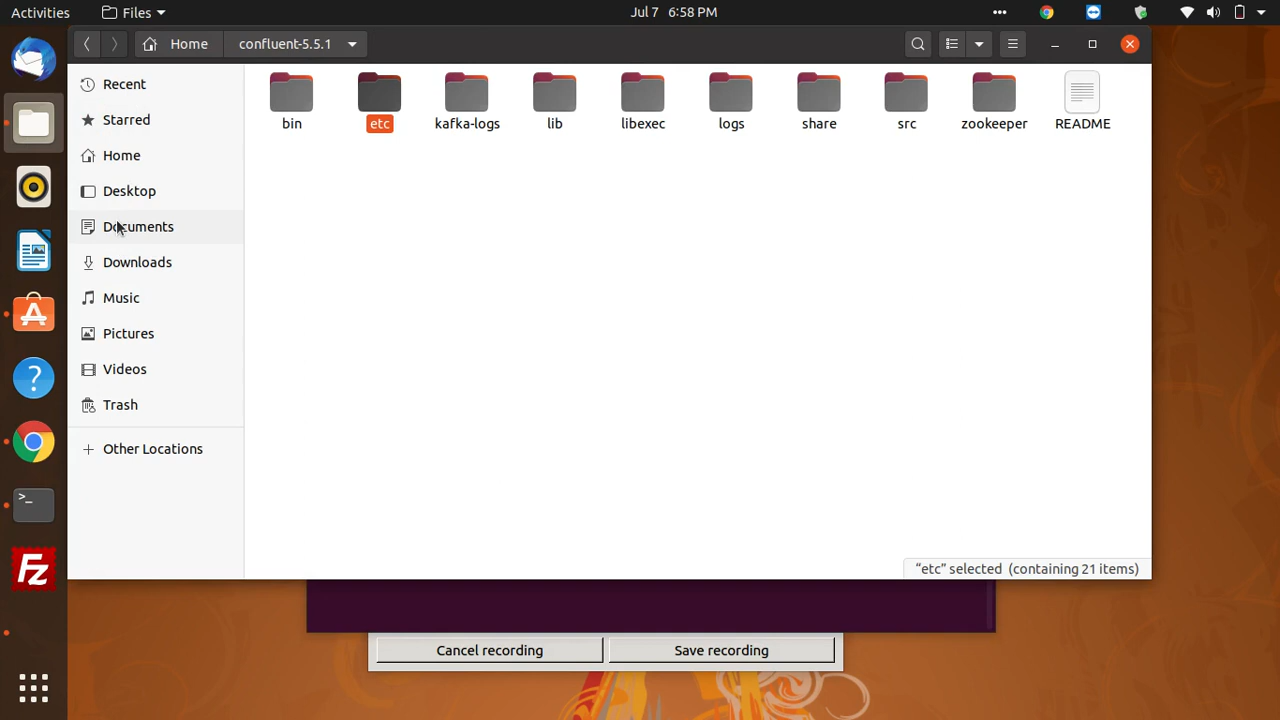 Activities
Files
Jul 7 6:58 PM
Home
confluent-5.5.1
Recent
Starred
Home
Desktop
Documents
Downloads
Music
Pictures
Videos
Trash
Other Locations
bin
etc
kafka-logs
lib
libexec
logs
share
src
zookeeper
README
“etc” selected (containing 21 items)
Cancel recording
Save recording